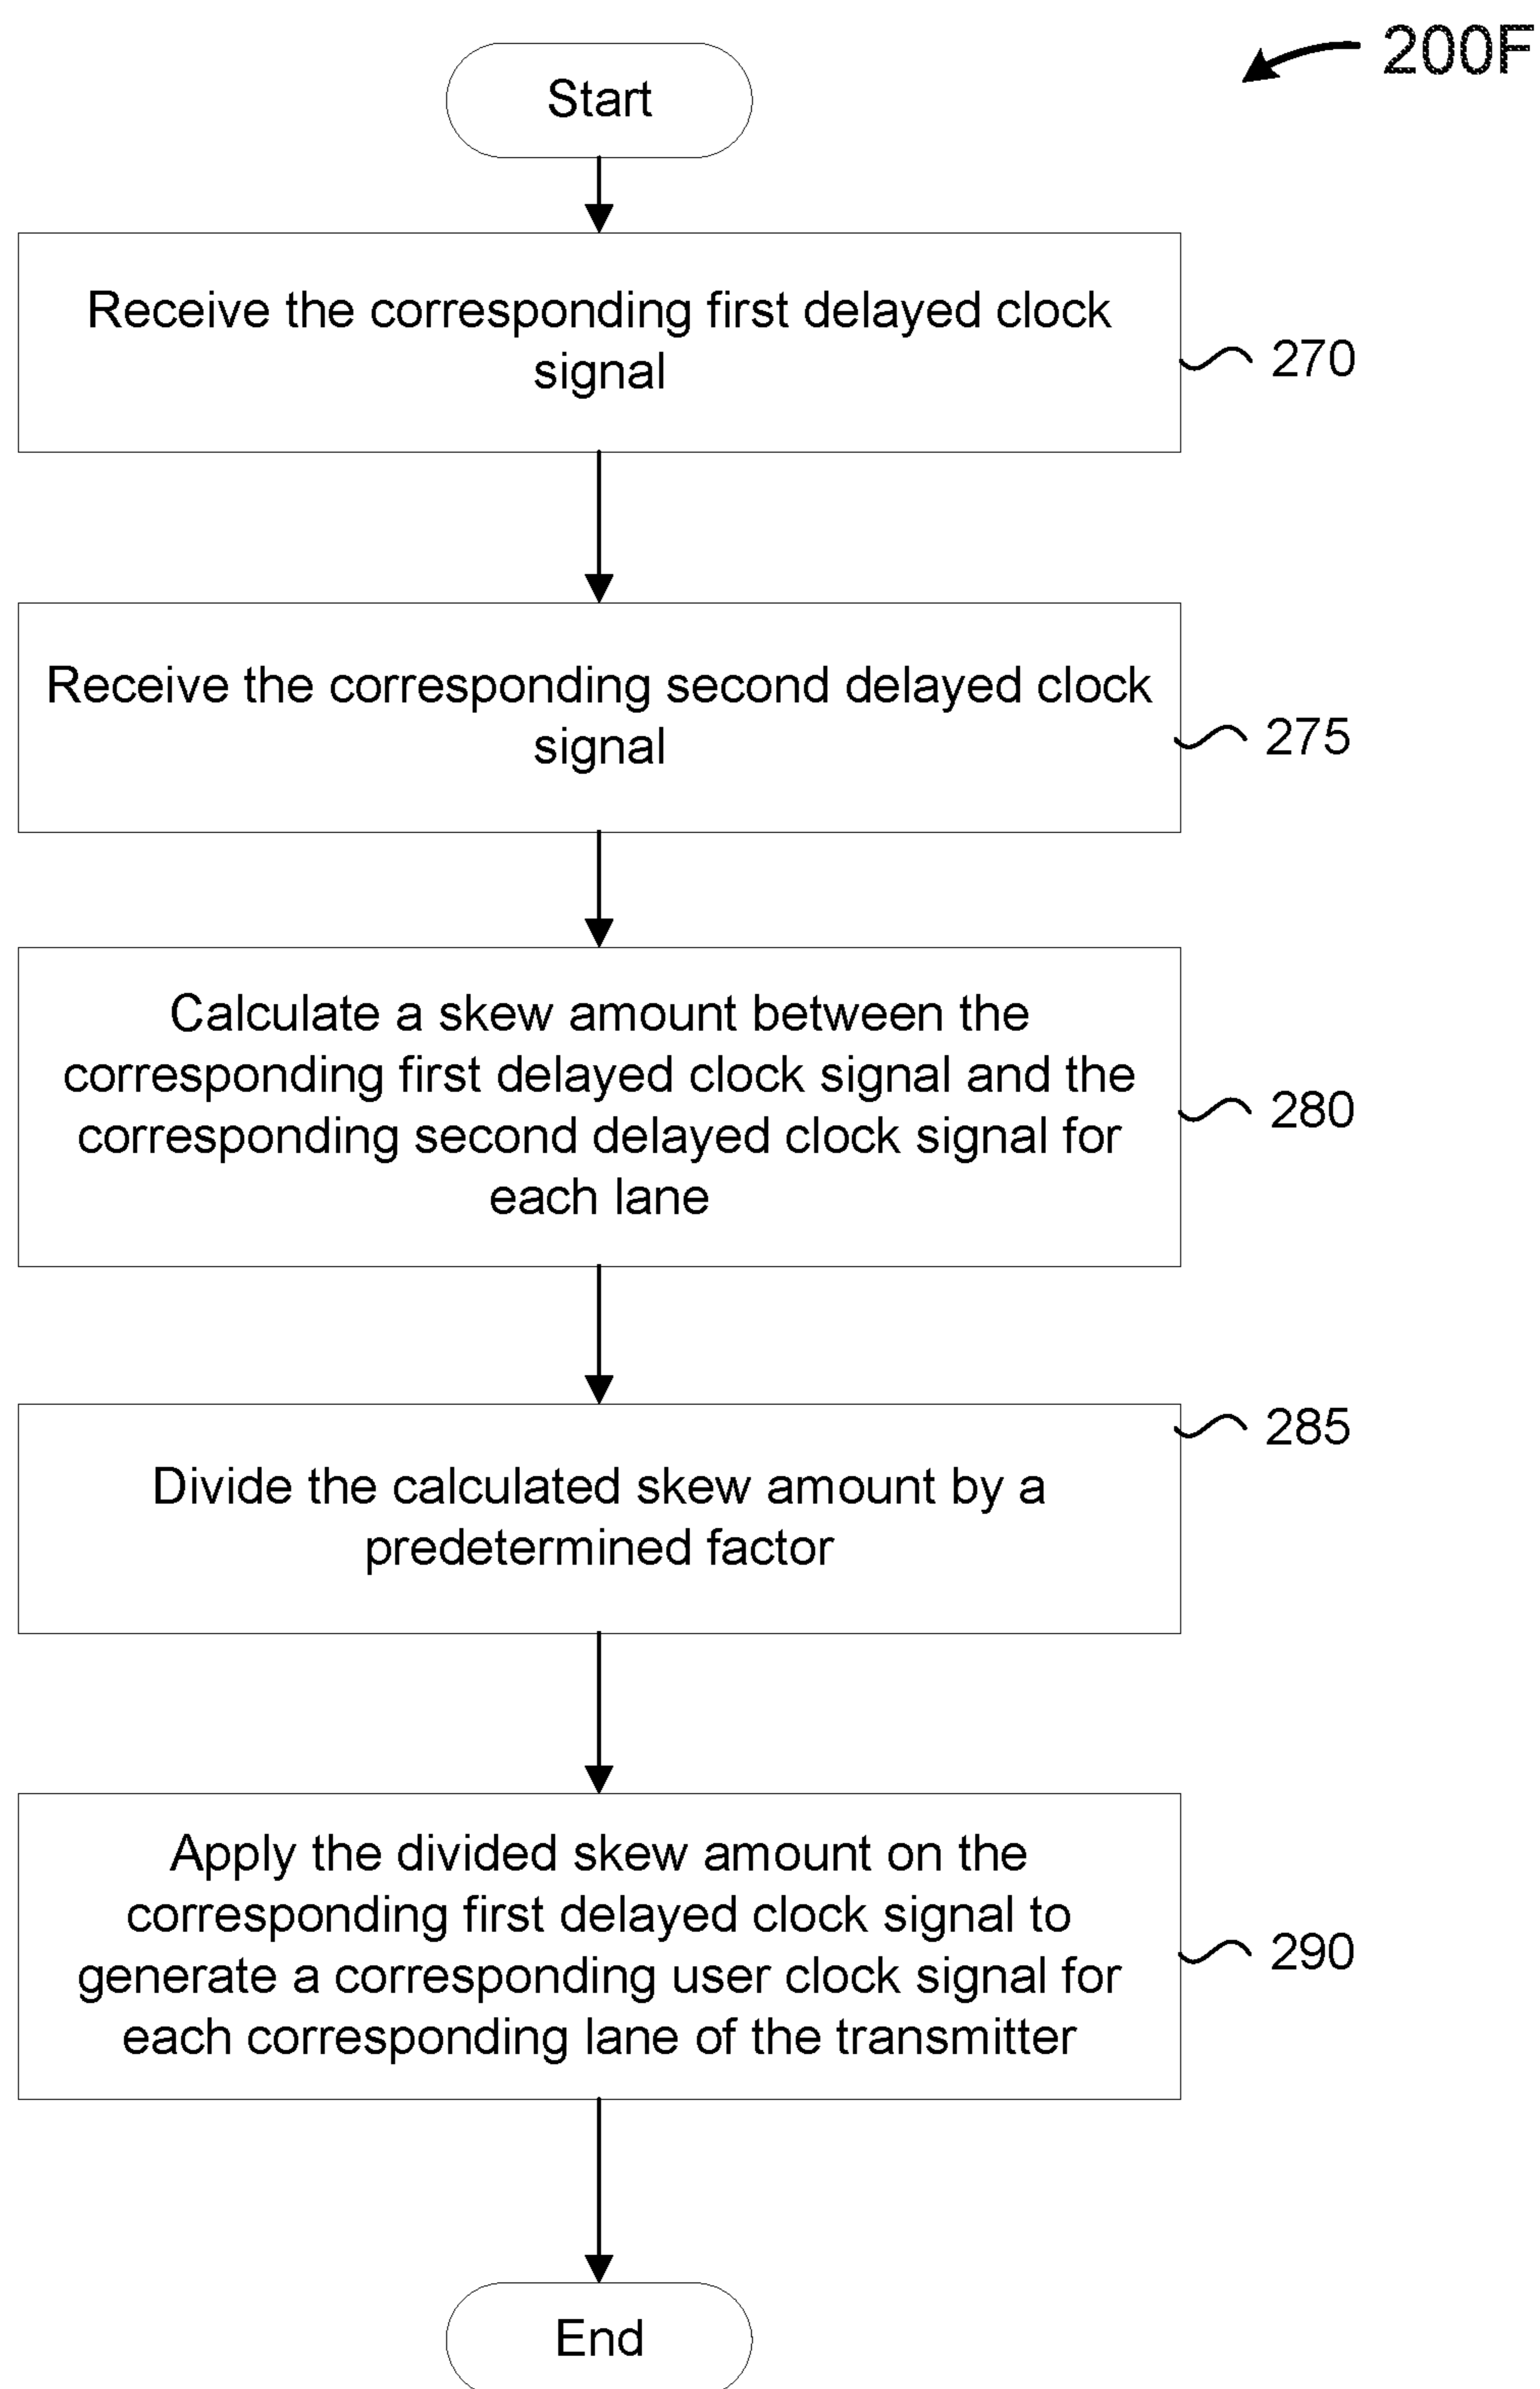 200F
Start
Receive the corresponding first delayed clock
signal
270
Receive the corresponding second delayed clock
signal
275
Calculate a skew amount between the
corresponding first delayed clock signal and the
corresponding second delayed clock signal for
each lane
280
Divide the calculated skew amount by a
predetermined factor
285
Apply the divided skew amount on the
corresponding first delayed clock signal to
generate a corresponding user clock signal for
each corresponding lane of the transmitter
290
End